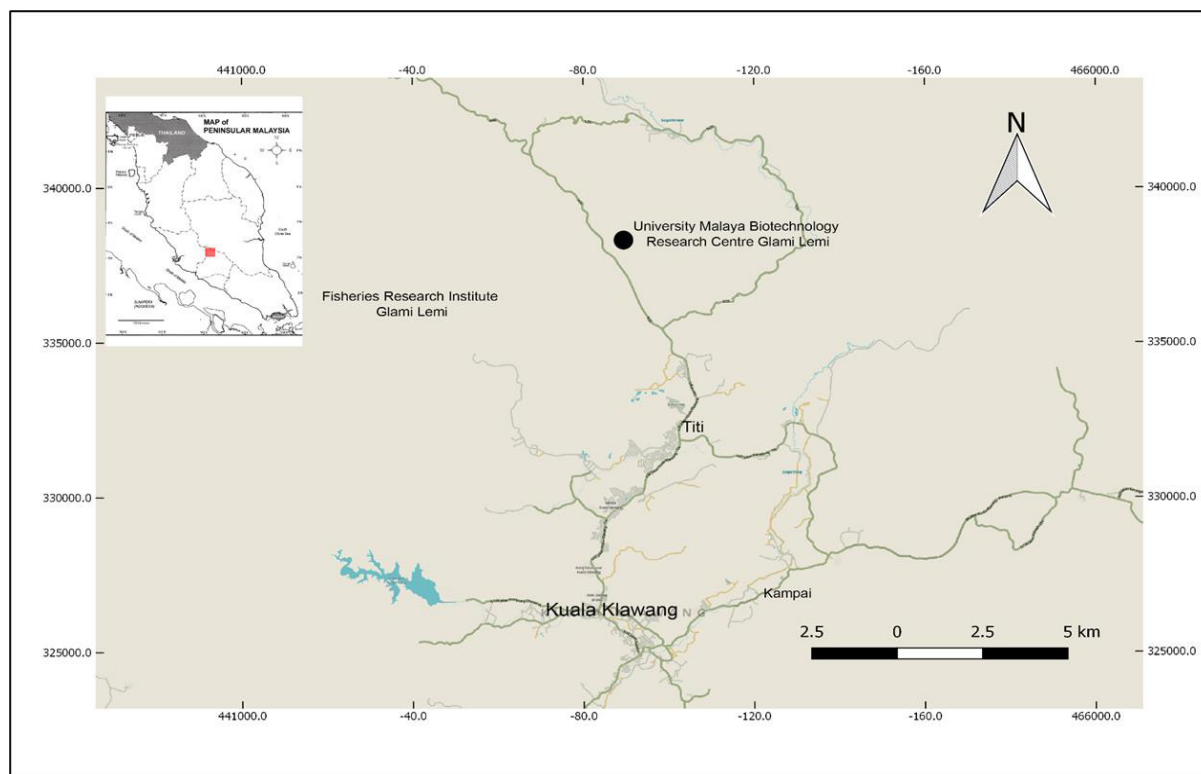 441000.0
-40.0
-80.0
-120.0
-160.0
466000.0
MAP of
PENINSULAR MALAYSIA
THAILAND
N
340000.0
340000.0
University Malaya Biotechnology
Research Centre Glami Lemi
Fisheries Research Institute
Glami Lemi
335000.0
335000.0
Titi
330000.0
330000.0
Kampai
Kuala Klawang
2.5
0
2.5
5 km
325000.0
325000.0
441000.0
-40.0
-80.0
-120.0
-160.0
466000.0